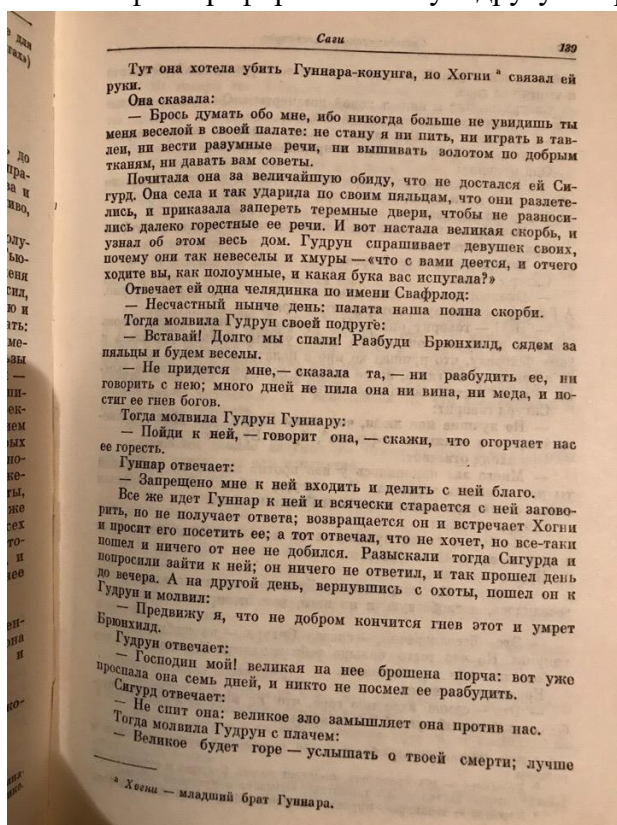 Саги
139
Тут она хотела убить Гуннара-конунга, но Хогни ª связал ей
руки.
Она сказала:
— Брось думать обо мне, ибо никогда больше не увидишь ты
меня веселой в своей палате: не стану я ни пить, ни играть в тав-
леи, ни вести разумные речи, ни вышивать золотом по добрым
тканям, ни давать вам советы.
Почитала она за величайшую обиду, что не достался ей Си-
гурд. Она села и так ударила по своим пяльцам, что они разлете-
лись, и приказала запереть теремные двери, чтобы не разноси-
лись далеко горестные ее речи. И вот настала великая скорбь, и
узнал об этом весь дом. Гудрун спрашивает девушек своих,
почему они так невеселы и хмуры —«что с вами деется, и отчего
ходите вы, как полоумные, и какая бука вас испугала?»
Отвечает ей одна челядинка по имени Свафрлод:
— Несчастный нынче день: палата наша полна скорби.
Тогда молвила Гудрун своей подруге:
— Вставай! Долго мы спали! Разбуди Брюнхилд, сядем за
пяльцы и будем веселы.
— Не придется мне,— сказала та,— ни разбудить ее, ни
говорить с нею; много дней не пила она ни вина, ни меда, и по-
стиг ее гнев богов.
Тогда молвила Гудрун Гуннару:
— Пойди к ней, — говорит она, — скажи, что огорчает нас
ее горесть.
Гуннар отвечает:
— Запрещено мне к ней входить и делить с ней благо.
Все же идет Гуннар к ней и всячески старается с ней загово-
рить, но не получает ответа; возвращается он и встречает Хогни
и просит его посетить ее; а тот отвечал, что не хочет, но все-таки
пошел и ничего от нее не добился. Разыскали тогда Сигурда и
попросили зайти к ней; он ничего не ответил, и так прошел день
до вечера. А на другой день, вернувшись с охоты, пошел он к
Гудрун и молвил:
— Предвижу я, что не добром кончится гнев этот и умрет
Брюнхилд.
Гудрун отвечает:
— Господин мой! великая на нее брошена порча: вот уже
проспала она семь дней, и никто не посмел ее разбудить.
Сигурд отвечает:
— Не спит она: великое зло замышляет она против нас.
Тогда молвила Гудрун с плачем:
— Великое будет горе — услышать о твоей смерти; лучше
ª Хогни — младший брат Гуннара.